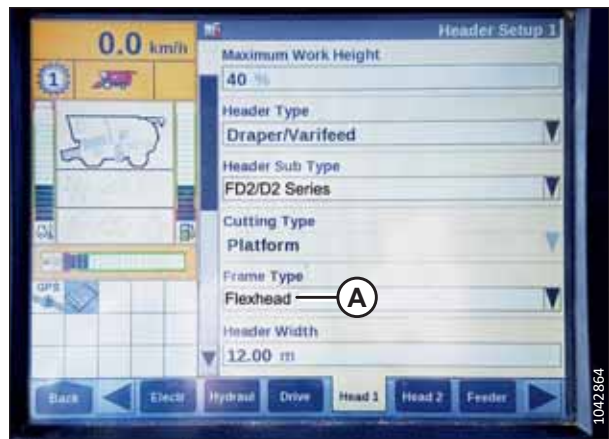 0.0 km/h
Header Setup 1
1
Maximum Work Height
40 %
Header Type
Draper/Varifeed
Header Sub Type
FD2/D2 Series
Cutting Type
Platform
Frame Type
Flexhead
A
Header Width
12.00 m
GPS
Back
Electr
Hydraul
Drive
Head 1
Head 2
Feeder
1042864